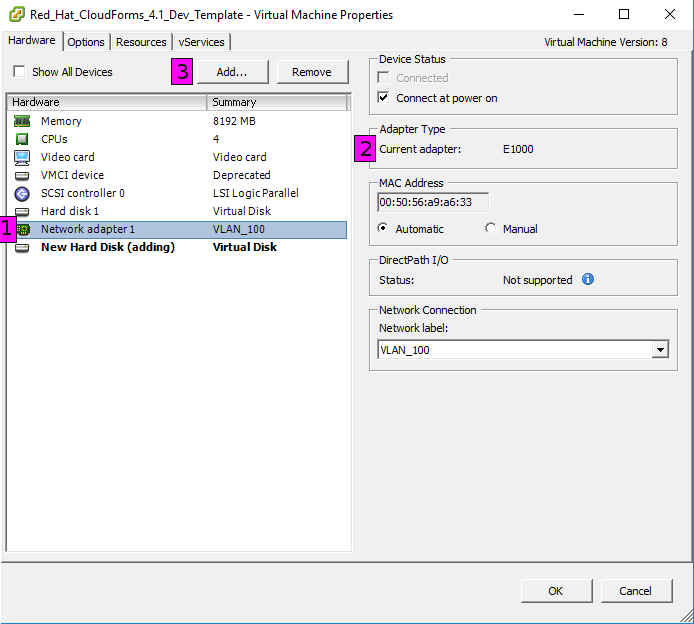 Red_Hat_CloudForms_4.1_Dev_Template - Virtual Machine Properties
Hardware Options Resources vServices Virtual Machine Version: 8
Show All Devices 3 Add... Remove
Hardware Summary
Memory 8192 MB
CPUs 4
Video card Video card
VMCI device Deprecated
SCSI controller 0 LSI Logic Parallel
Hard disk 1 Virtual Disk
1 Network adapter 1 VLAN_100
New Hard Disk (adding) Virtual Disk
Device Status
Connected
Connect at power on
Adapter Type
2 Current adapter: E1000
MAC Address
00:50:56:a9:a6:33
Automatic Manual
DirectPath I/O
Status: Not supported
Network Connection
Network label:
VLAN_100
OK Cancel